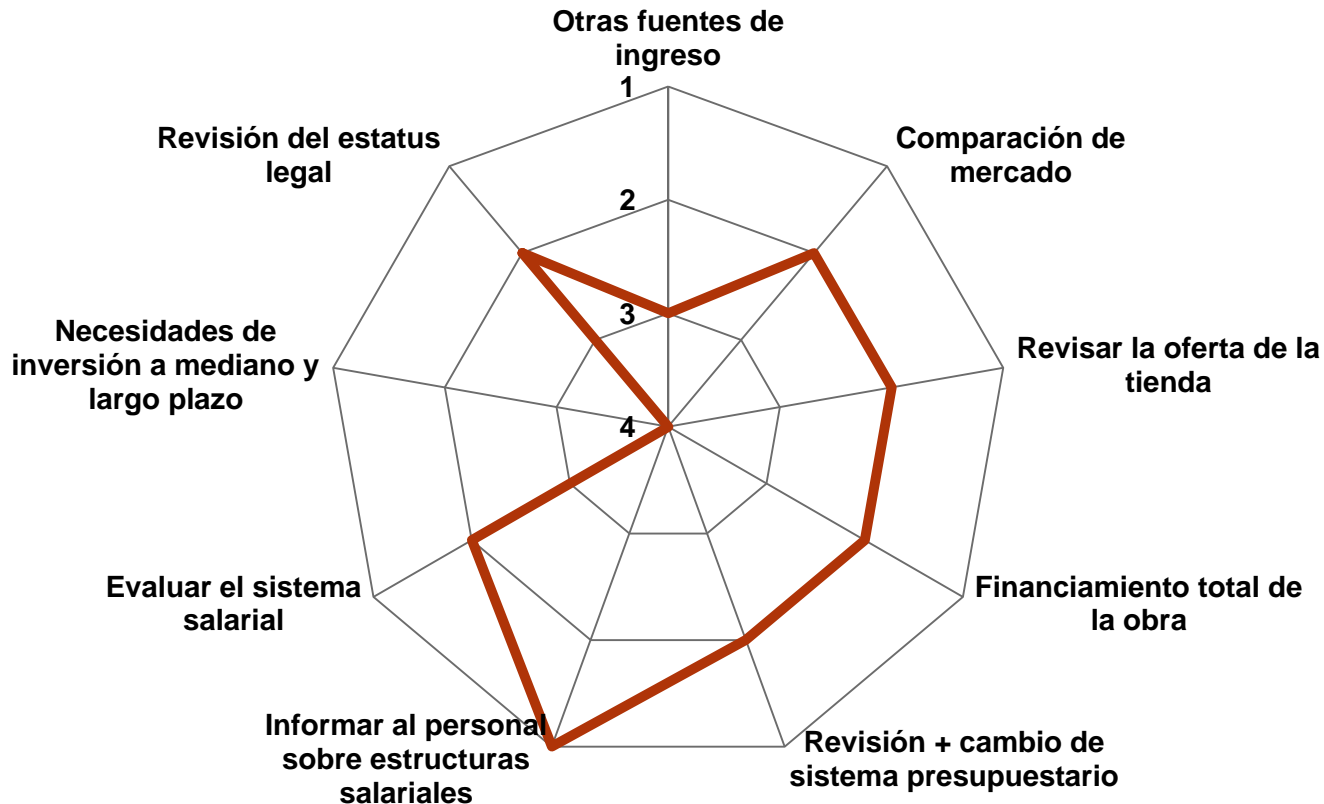 Otras fuentes de
ingreso
1
Revisión del estatus
legal
Comparación de
mercado
2
Necesidades de
inversión a mediano y
largo plazo
3
Revisar la oferta de la
tienda
4
Evaluar el sistema
salarial
Financiamiento total de
la obra
Informar al personal
sobre estructuras
salariales
Revisión + cambio de
sistema presupuestario